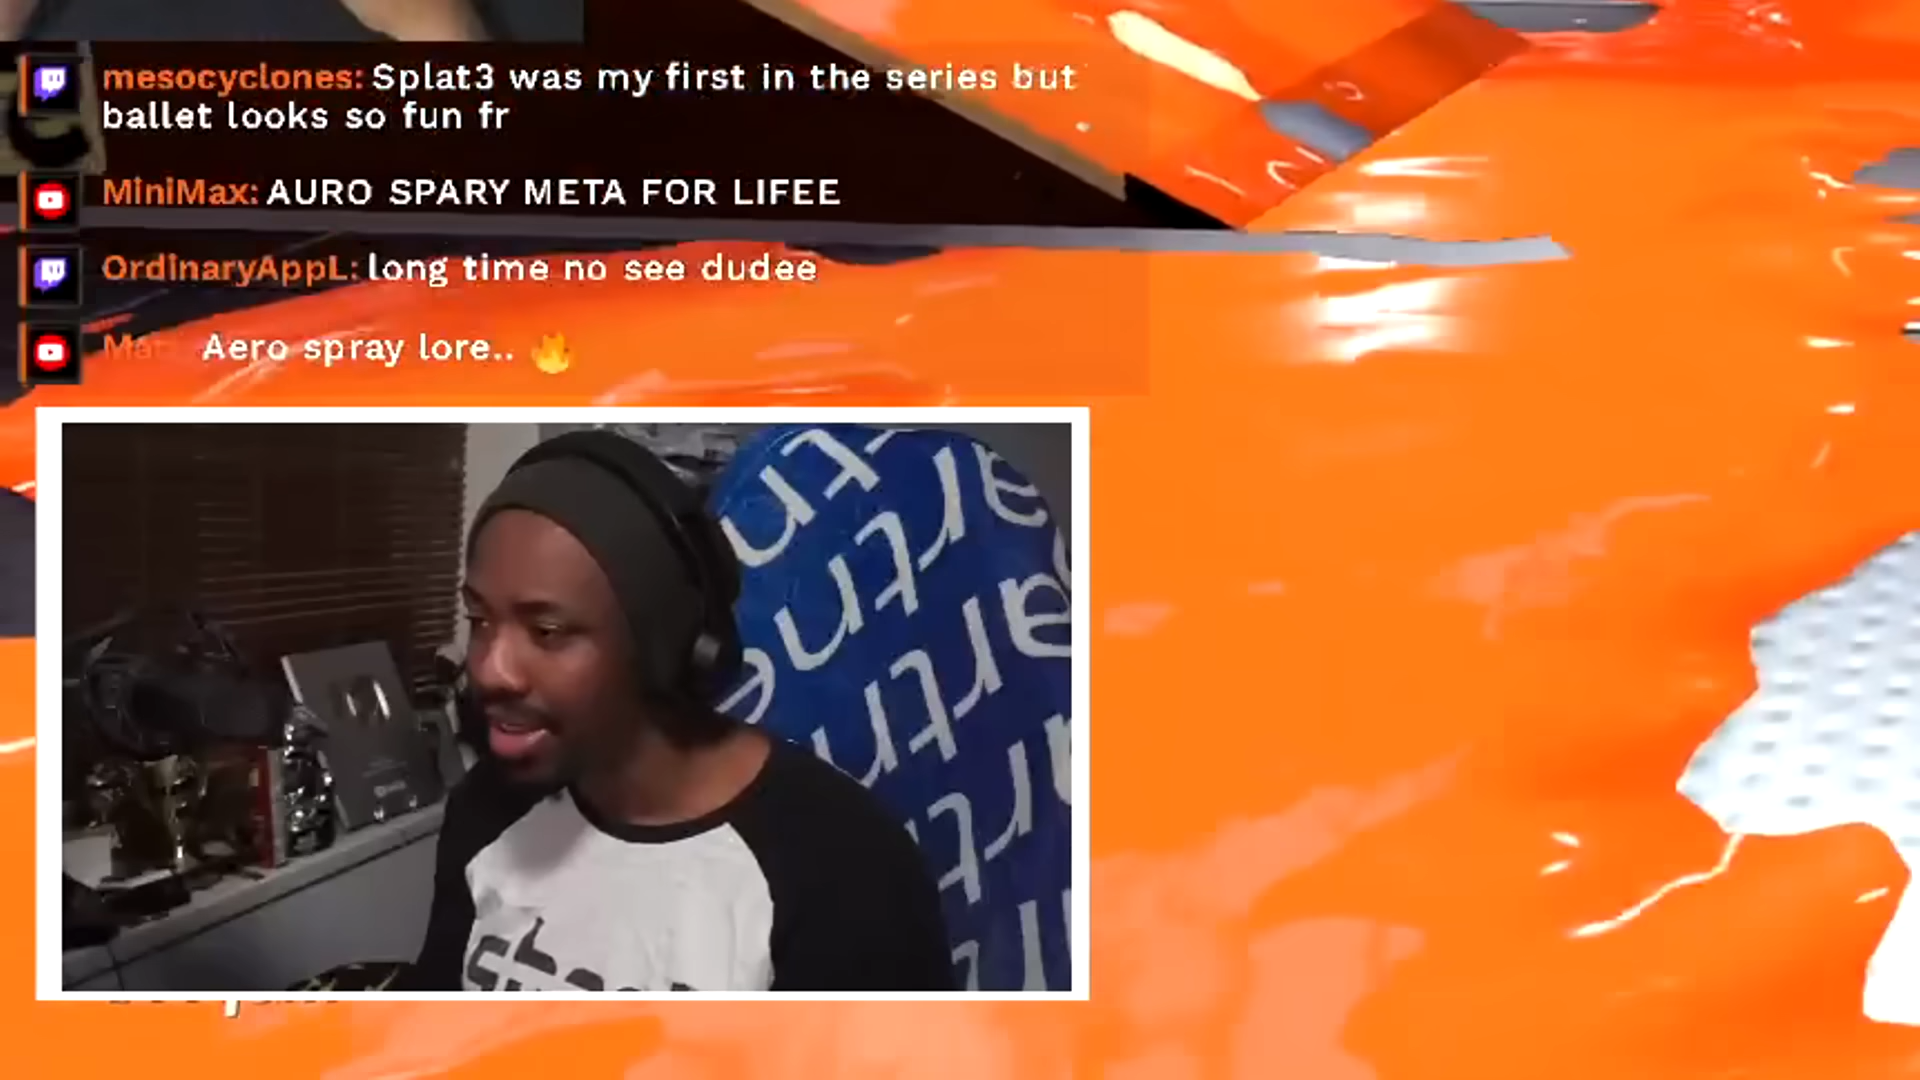 mesocyclones: Splat3 was my first in the series but
ballet looks so fun fr
MiniMax: AURO SPARY META FOR LIFEE
OrdinaryAppL: long time no see dudee
Aero spray lore.. 🔥